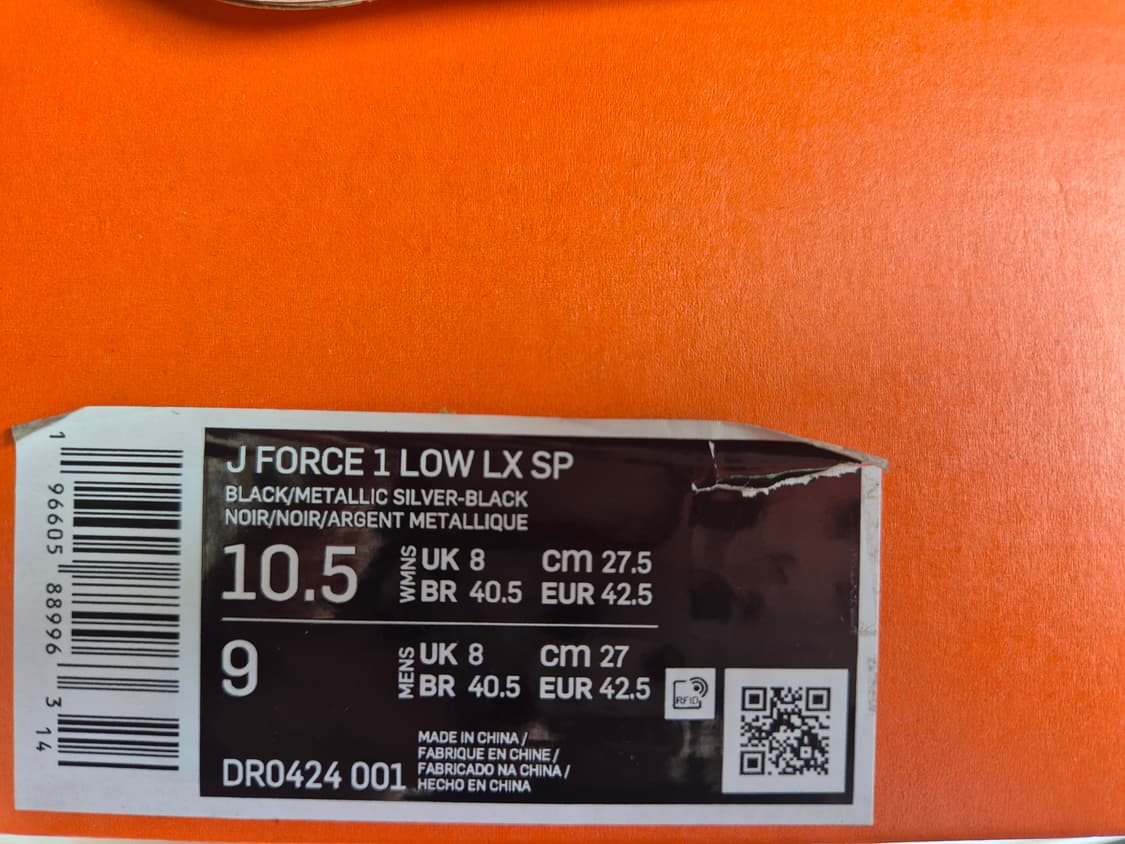 J FORCE 1 LOW LX SP
BLACK/METALLIC SILVER-BLACK
NOIR/NOIR/ARGENT METALLIQUE
10.5 WMNS UK 8 cm 27.5
BR 40.5 EUR 42.5
9 MENS UK 8 cm 27
BR 40.5 EUR 42.5
RFID
MADE IN CHINA /
FABRIQUE EN CHINE /
FABRICADO NA CHINA /
HECHO EN CHINA
DR0424 001
1 96605 88996 3 14